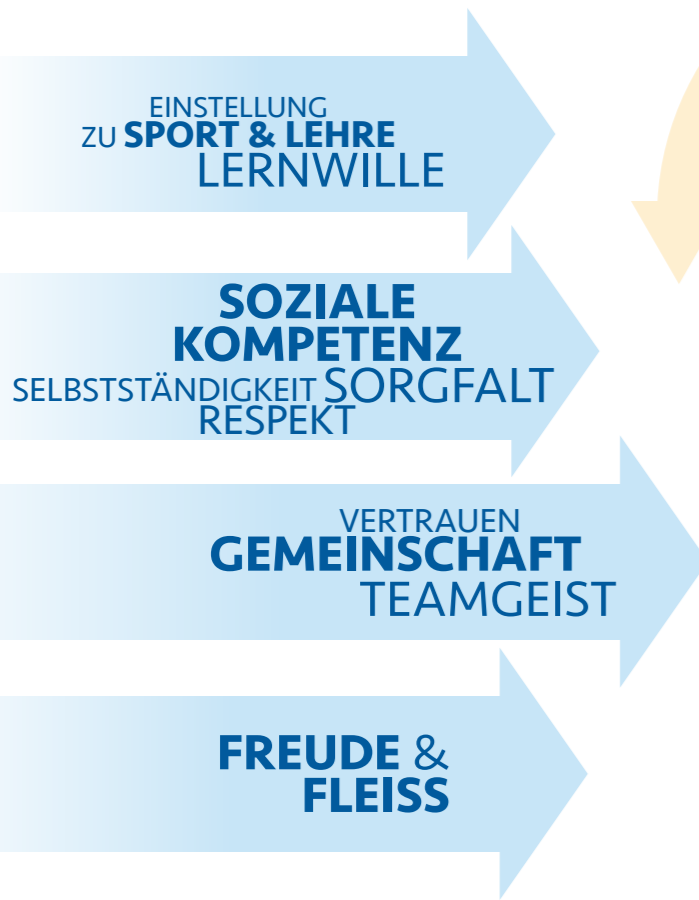 EINSTELLUNG
ZU SPORT & LEHRE
LERNWILLE
SOZIALE
KOMPETENZ
SELBSTSTÄNDIGKEIT SORGFALT
RESPEKT
VERTRAUEN
GEMEINSCHAFT
TEAMGEIST
FREUDE &
FLEISS